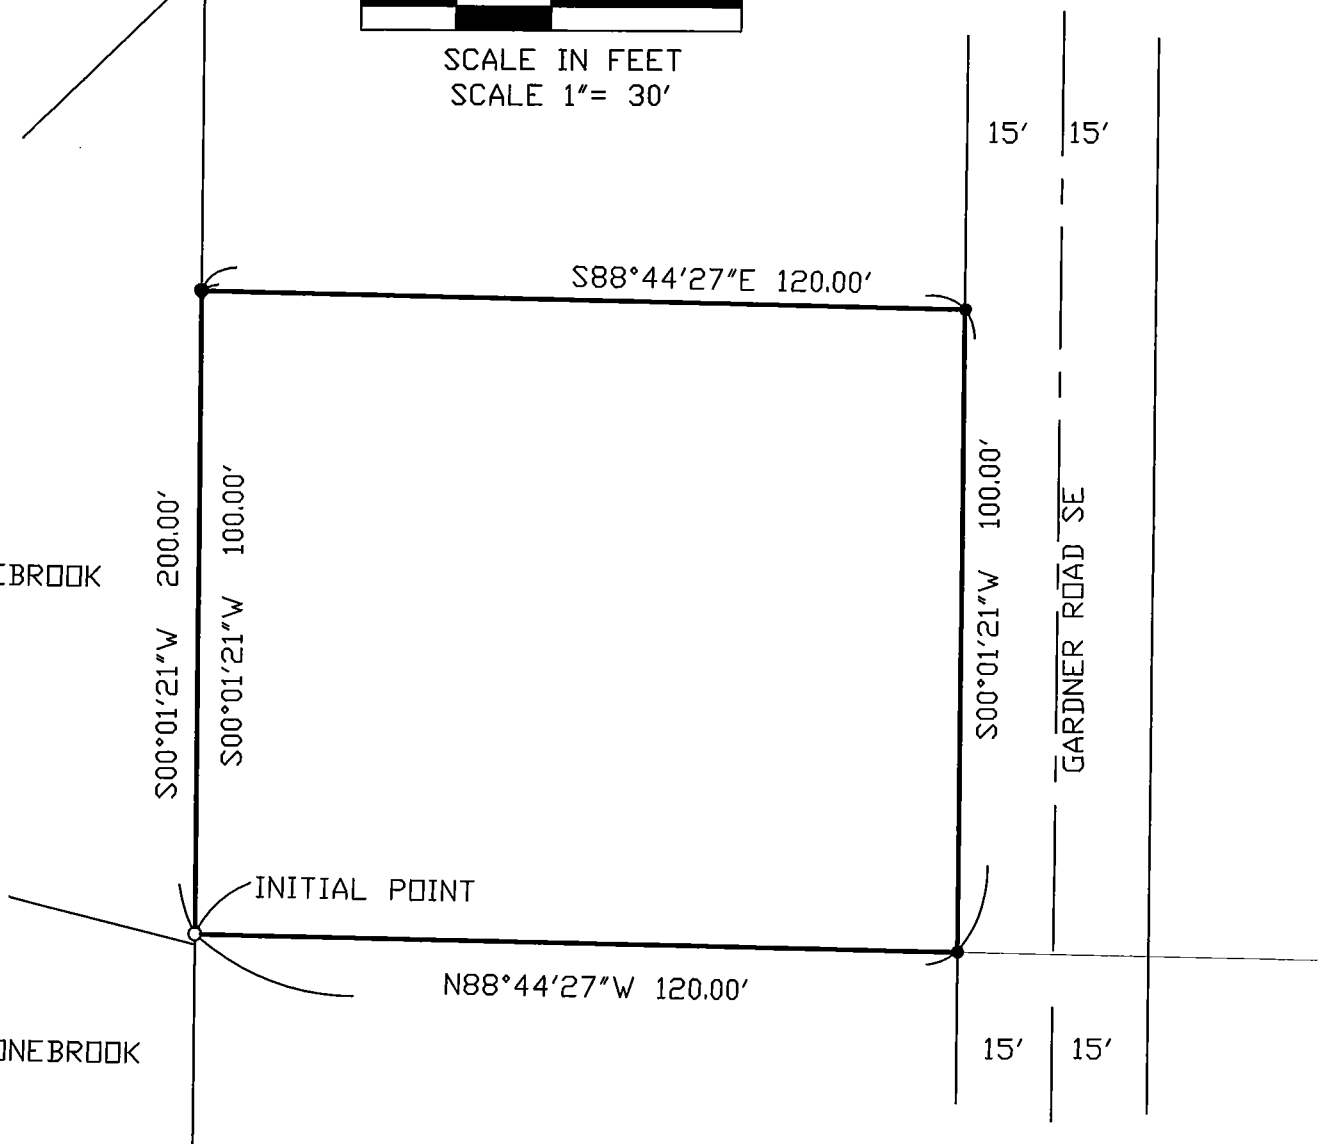 SCALE IN FEET
SCALE 1"= 30'
15' 15'
S88°44'27"E 120.00'
S00°01'21"W 200.00'
S00°01'21"W 100.00'
S00°01'21"W 100.00'
GARDNER ROAD SE
EBROOK
INITIAL POINT
N88°44'27"W 120.00'
ONEBROOK
15' 15'